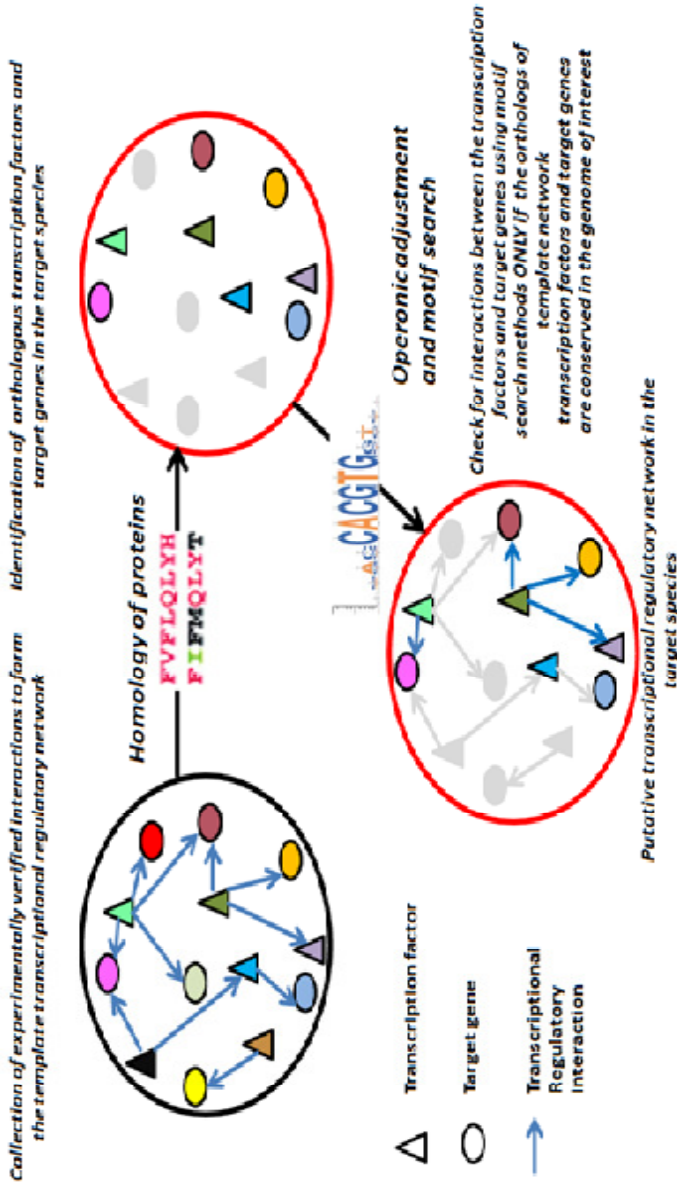 Collection of experimentally verified interactions to form
the template transcriptional regulatory network
Identification of orthologous transcription factors and
target genes in the target species
Homology of proteins
FVFLQLYH
FIFMQLYT
CACGTG
Operonic adjustment
and motif search
Check for interactions between the transcription
factors and target genes using motif
search methods ONLY if the orthologs of
template network
transcription factors and target genes
are conserved in the genome of interest
Putative transcriptional regulatory network in the
target species
Transcription factor
Target gene
Transcriptional
Regulatory
Interaction